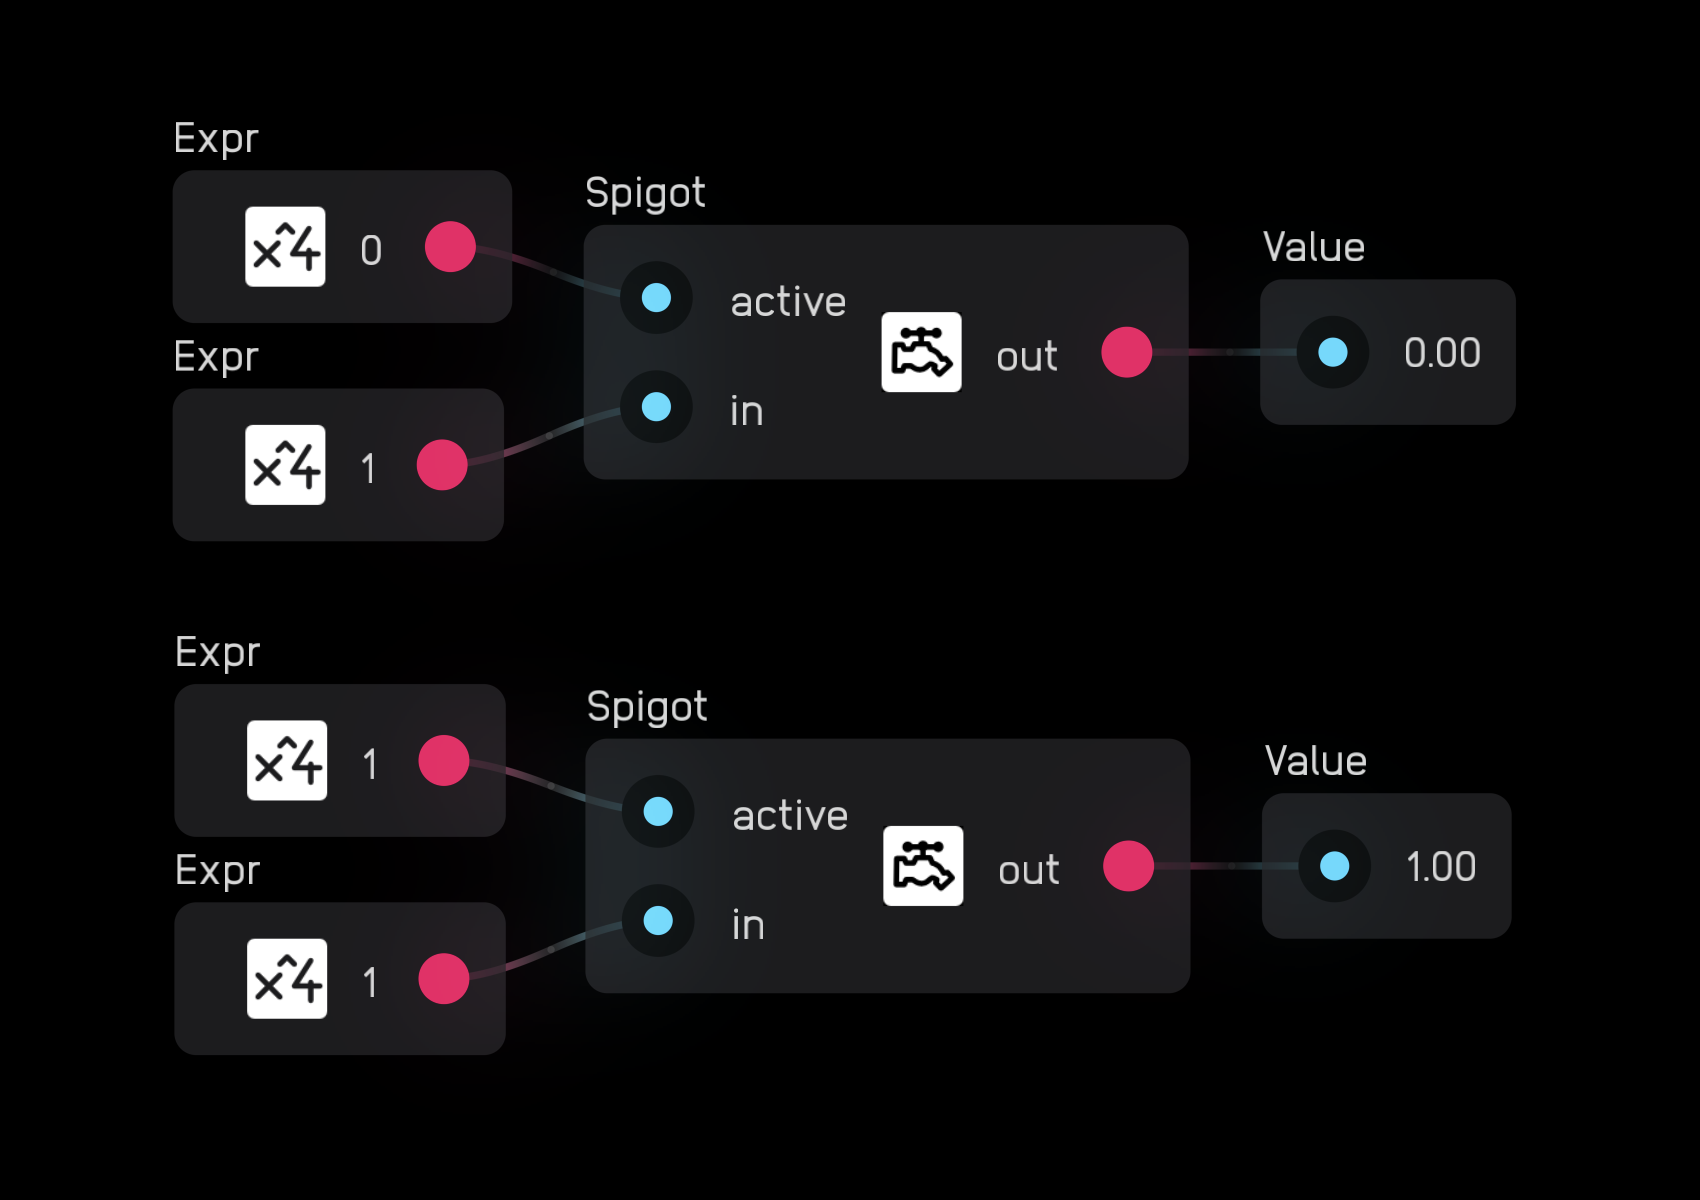 Expr
x^4 0
Expr
x^4 1
Spigot
active
in
out
Value
0.00
Expr
x^4 1
Expr
x^4 1
Spigot
active
in
out
Value
1.00